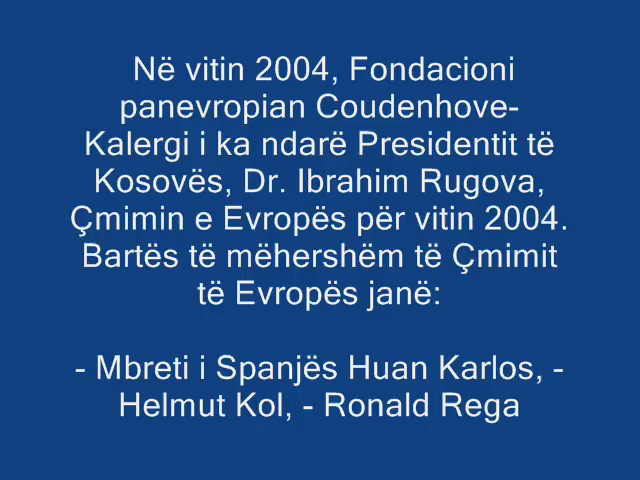 Në vitin 2004, Fondacioni
panevropian Coudenhove-
Kalergi i ka ndarë Presidentit të
Kosovës, Dr. Ibrahim Rugova,
Çmimin e Evropës për vitin 2004.
Bartës të mëhershëm të Çmimit
të Evropës janë:
- Mbreti i Spanjës Huan Karlos, -
Helmut Kol, - Ronald Rega